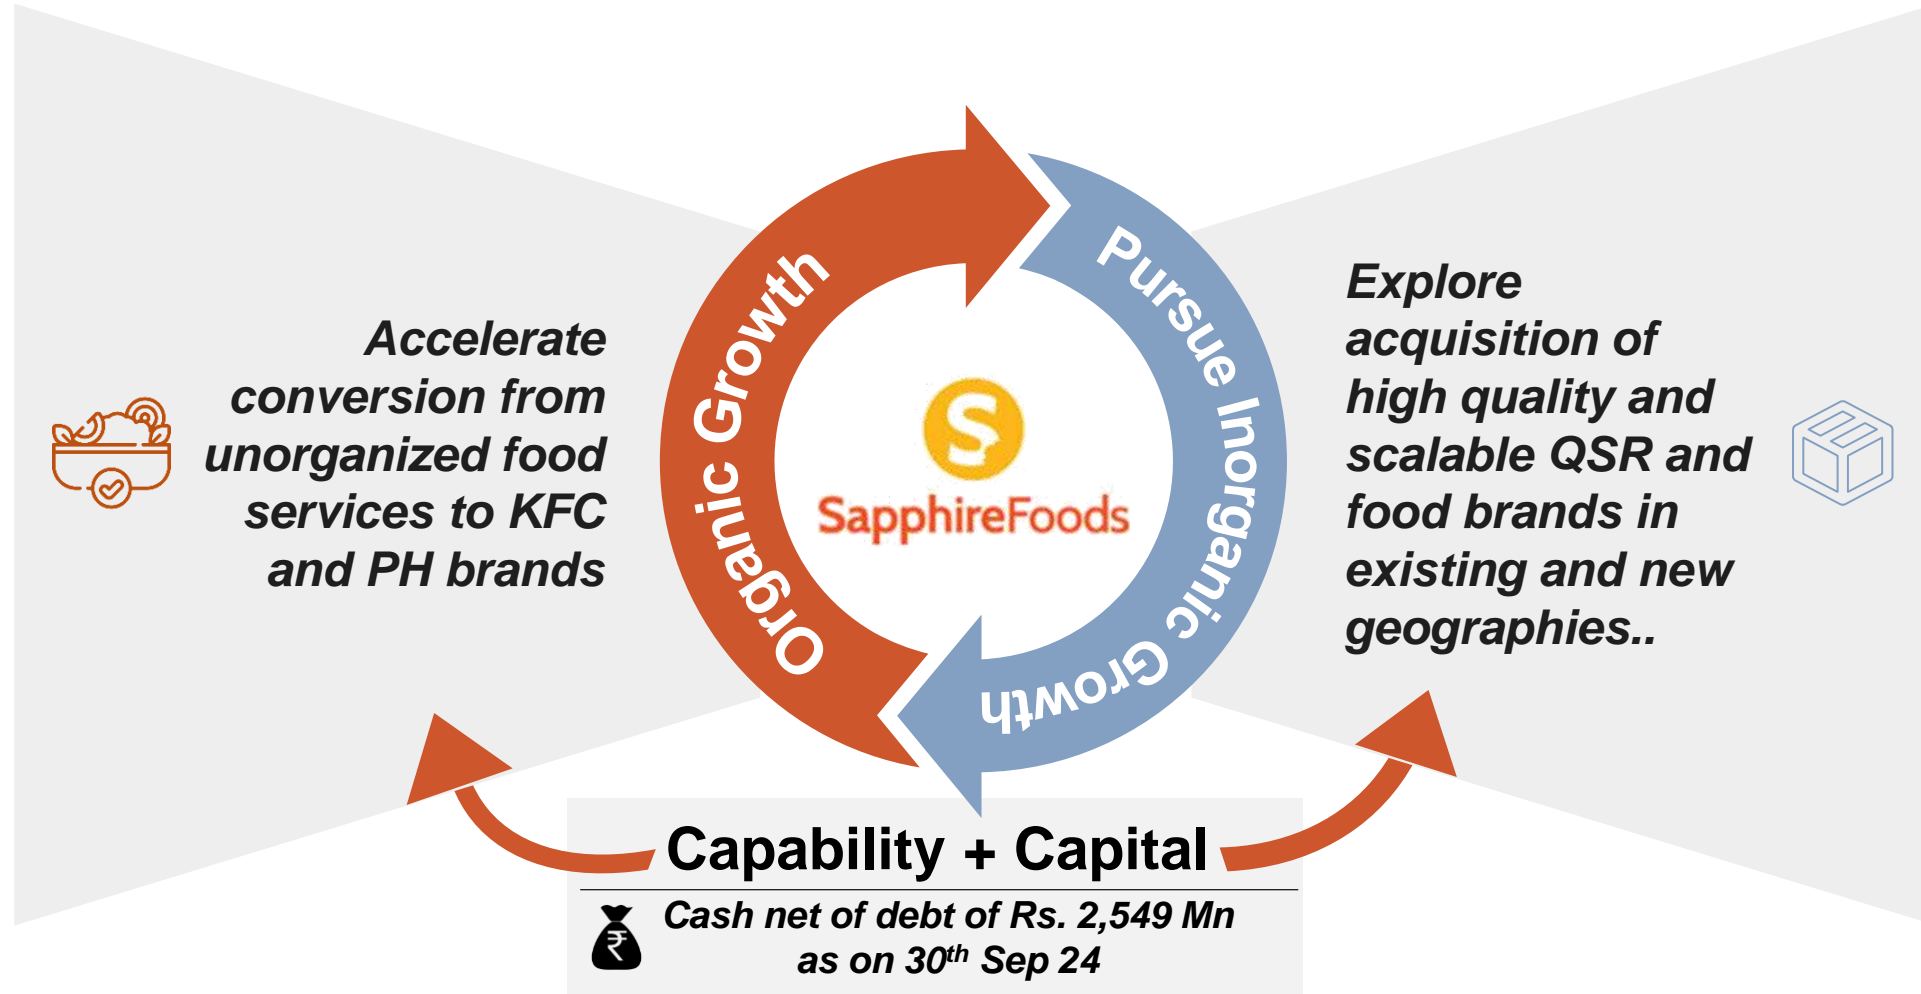 Accelerate
conversion from
unorganized food
services to KFC
and PH brands
Organic Growth
Pursue Inorganic Growth
SapphireFoods
Explore
acquisition of
high quality and
scalable QSR and
food brands in
existing and new
geographies..
Capability + Capital
₹
Cash net of debt of Rs. 2,549 Mn
as on 30th Sep 24